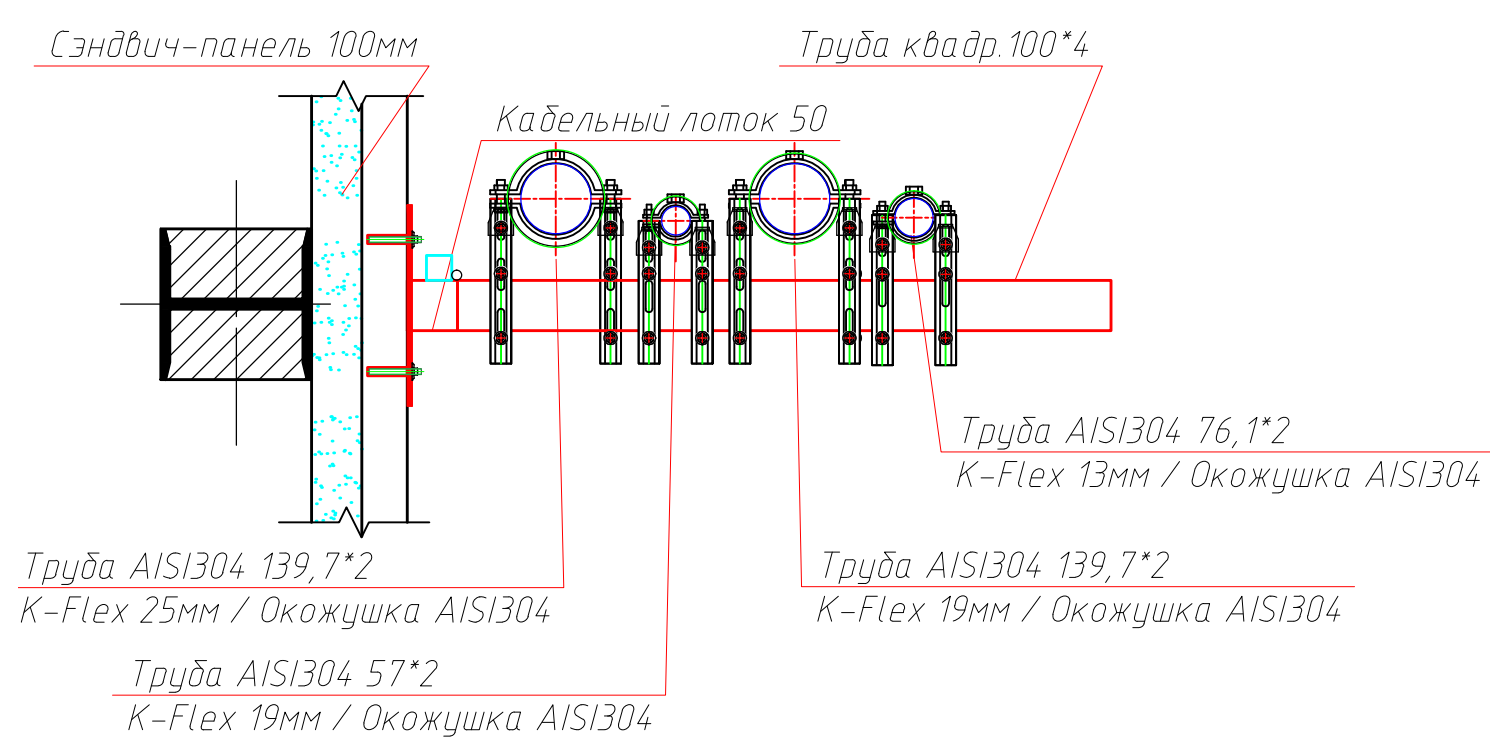 Сэндвич-панель 100мм
Труба квадр.100*4
Кабельный лоток 50
Труба AISI304 76,1*2
K-Flex 13мм / Окожушка AISI304
Труба AISI304 139,7*2
K-Flex 25мм / Окожушка AISI304
Труба AISI304 139,7*2
K-Flex 19мм / Окожушка AISI304
Труба AISI304 57*2
K-Flex 19мм / Окожушка AISI304